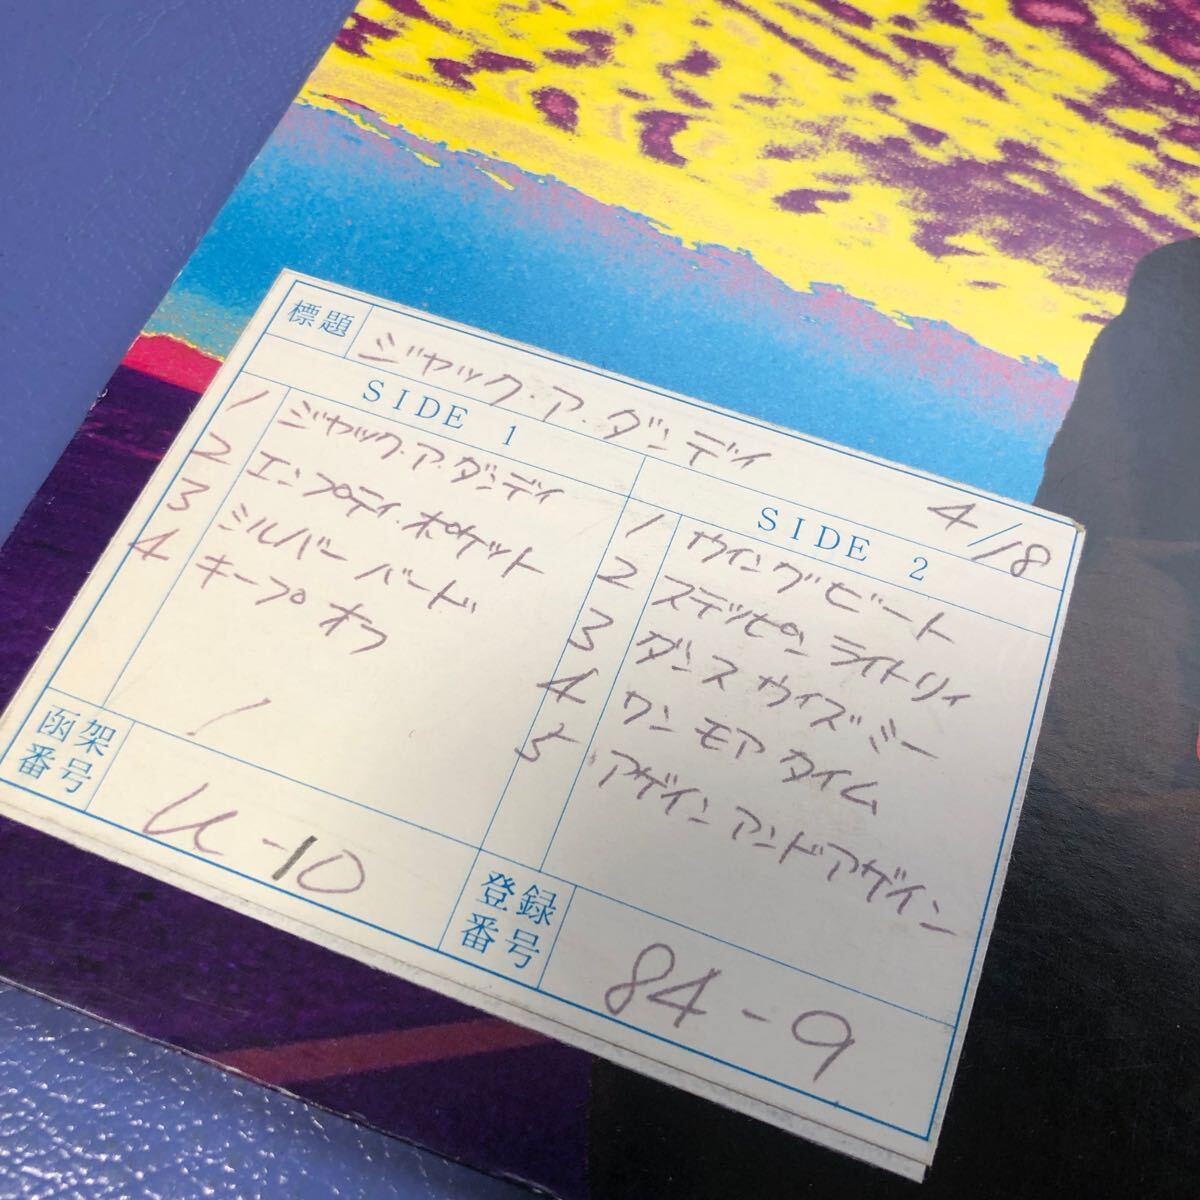 標題 ジャック・ア・ダンディ
4/18
SIDE 1
1 ジャック・ア・ダンディ
2 エンプティ・ポケット
3 シルバー バード
4 キープ オフ
SIDE 2
1 ウイングビート
2 ステッピン ライトリィ
3 ダンス ウィズ ミー
4 ワン モア タイム
5 アゲイン アンド アゲイン
函架番号
U-10
登録番号
84-9